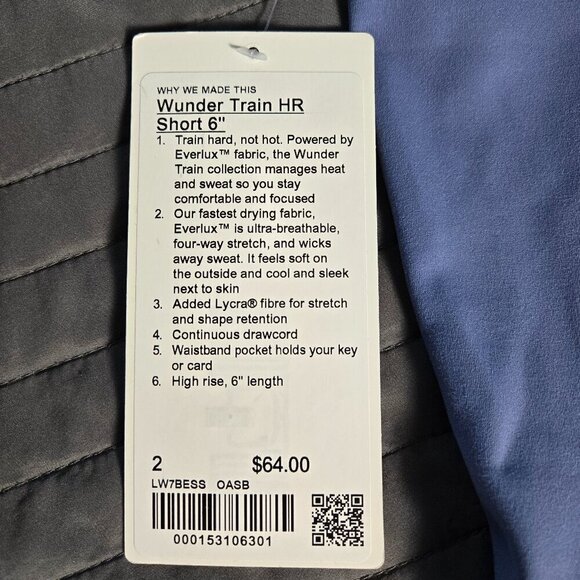 WHY WE MADE THIS
Wunder Train HR
Short 6"
1. Train hard, not hot. Powered by
Everlux™ fabric, the Wunder
Train collection manages heat
and sweat so you stay
comfortable and focused
2. Our fastest drying fabric,
Everlux™ is ultra-breathable,
four-way stretch, and wicks
away sweat. It feels soft on
the outside and cool and sleek
next to skin
3. Added Lycra® fibre for stretch
and shape retention
4. Continuous drawcord
5. Waistband pocket holds your key
or card
6. High rise, 6" length
2 $64.00
LW7BESS OASB
000153106301